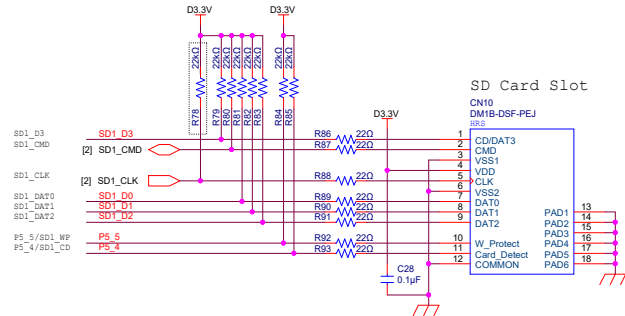 D3.3V D3.3V
22kΩ 22kΩ 22kΩ 22kΩ 22kΩ 22kΩ 22kΩ 22kΩ
R78 R79 R80 R81 R82 R83 R84 R85
SD Card Slot
CN10
DM1B-DSF-PEJ
HRS
D3.3V
SD1_D3 SD1_D3 R86 22Ω 1 CD/DAT3
SD1_CMD [2] SD1_CMD R87 22Ω 2 CMD
3 VSS1
4 VDD
SD1_CLK [2] SD1_CLK R88 22Ω 5 CLK
6 VSS2
SD1_DAT0 SD1_D0 R89 22Ω 7 DAT0
SD1_DAT1 SD1_D1 R90 22Ω 8 DAT1 PAD1 13
SD1_DAT2 SD1_D2 R91 22Ω 9 DAT2 PAD2 14
PAD3 15
P5_5/SD1_WP P5_5 R92 22Ω 10 W_Protect PAD4 16
P5_4/SD1_CD P5_4 R93 22Ω 11 Card_Detect PAD5 17
12 COMMON PAD6 18
C28
0.1µF